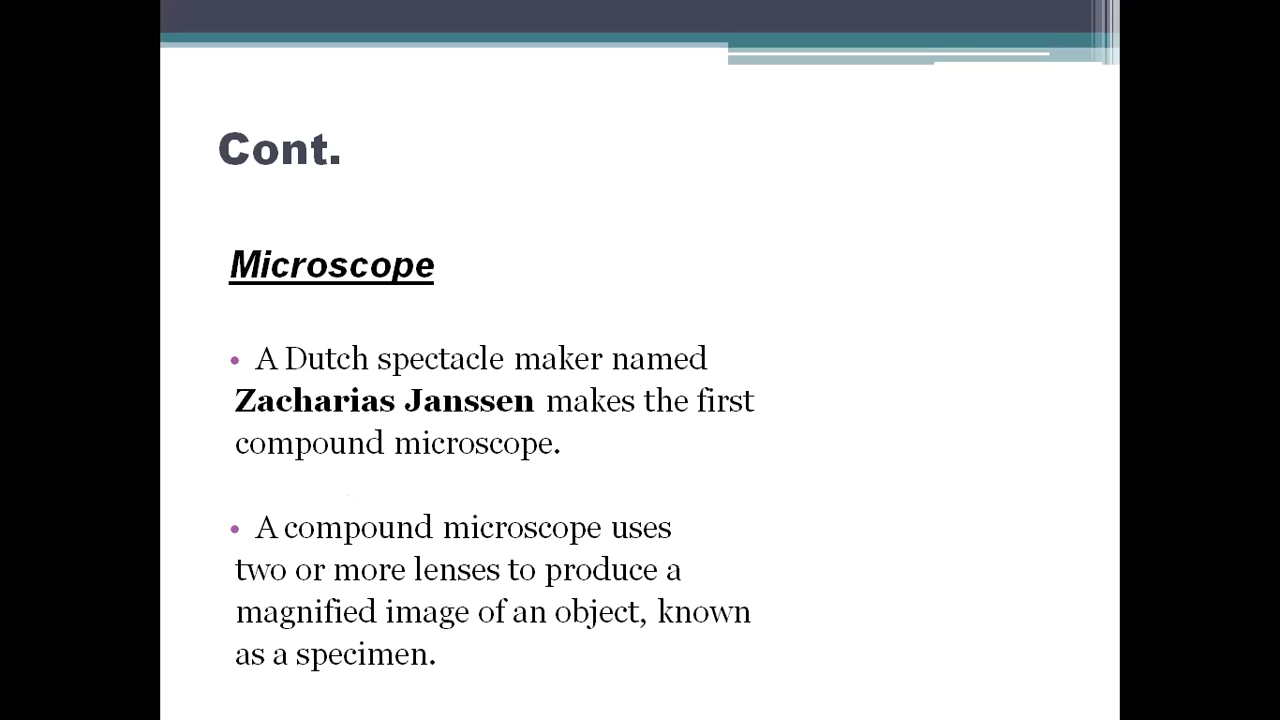 Cont.
Microscope
• A Dutch spectacle maker named
Zacharias Janssen makes the first
compound microscope.
• A compound microscope uses
two or more lenses to produce a
magnified image of an object, known
as a specimen.